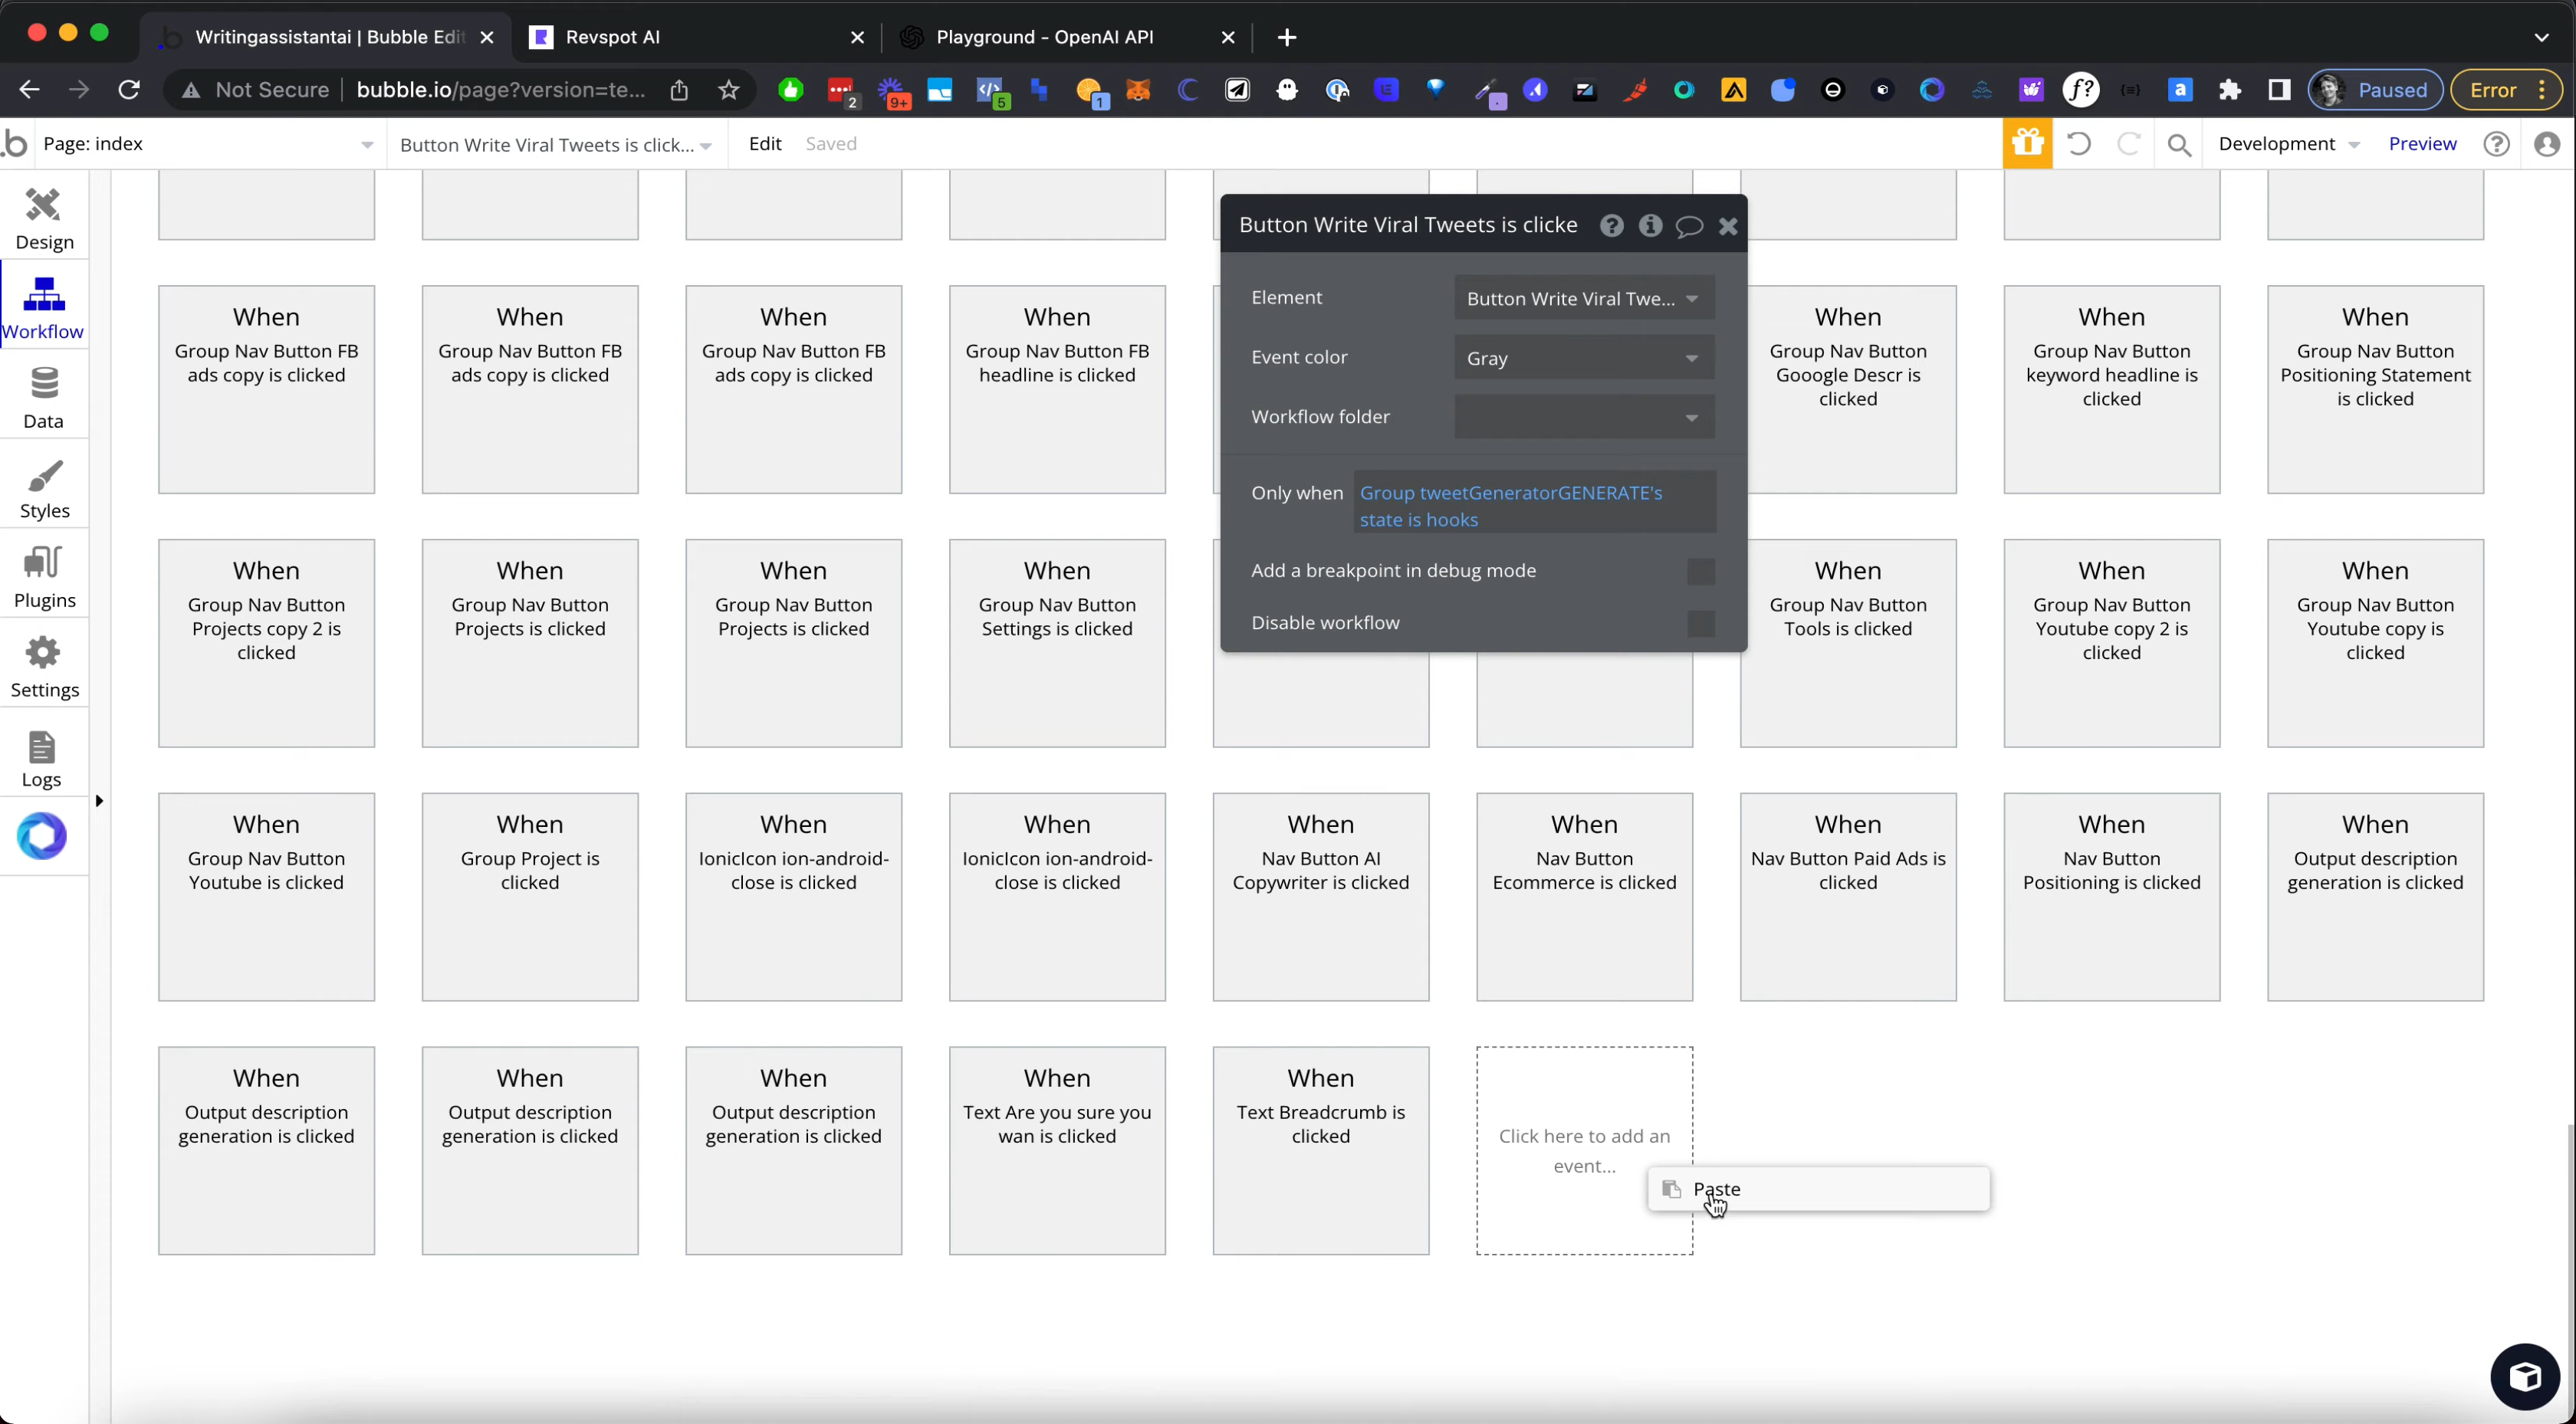 Writingassistantai | Bubble Edit
Revspot AI
Playground - OpenAI API
Not Secure
bubble.io/page?version=te...
2
9+
5
1
f?
a
Paused
Error
.b
Page: index
Button Write Viral Tweets is click...
Edit
Saved
Development
Preview
Design
Workflow
Data
Styles
Plugins
Settings
Logs
Button Write Viral Tweets is clicke
Element
Button Write Viral Twe...
Event color
Gray
Workflow folder
Only when
Group tweetGeneratorGENERATE's
state is hooks
Add a breakpoint in debug mode
Disable workflow
When
Group Nav Button FB
ads copy is clicked
When
Group Nav Button FB
ads copy is clicked
When
Group Nav Button FB
ads copy is clicked
When
Group Nav Button FB
headline is clicked
When
Group Nav Button
Gooogle Descr is
clicked
When
Group Nav Button
keyword headline is
clicked
When
Group Nav Button
Positioning Statement
is clicked
When
Group Nav Button
Projects copy 2 is
clicked
When
Group Nav Button
Projects is clicked
When
Group Nav Button
Projects is clicked
When
Group Nav Button
Settings is clicked
When
Group Nav Button
Tools is clicked
When
Group Nav Button
Youtube copy 2 is
clicked
When
Group Nav Button
Youtube copy is
clicked
When
Group Nav Button
Youtube is clicked
When
Group Project is
clicked
When
IonicIcon ion-android-
close is clicked
When
IonicIcon ion-android-
close is clicked
When
Nav Button AI
Copywriter is clicked
When
Nav Button
Ecommerce is clicked
When
Nav Button Paid Ads is
clicked
When
Nav Button
Positioning is clicked
When
Output description
generation is clicked
When
Output description
generation is clicked
When
Output description
generation is clicked
When
Output description
generation is clicked
When
Text Are you sure you
wan is clicked
When
Text Breadcrumb is
clicked
Click here to add an
event...
Paste